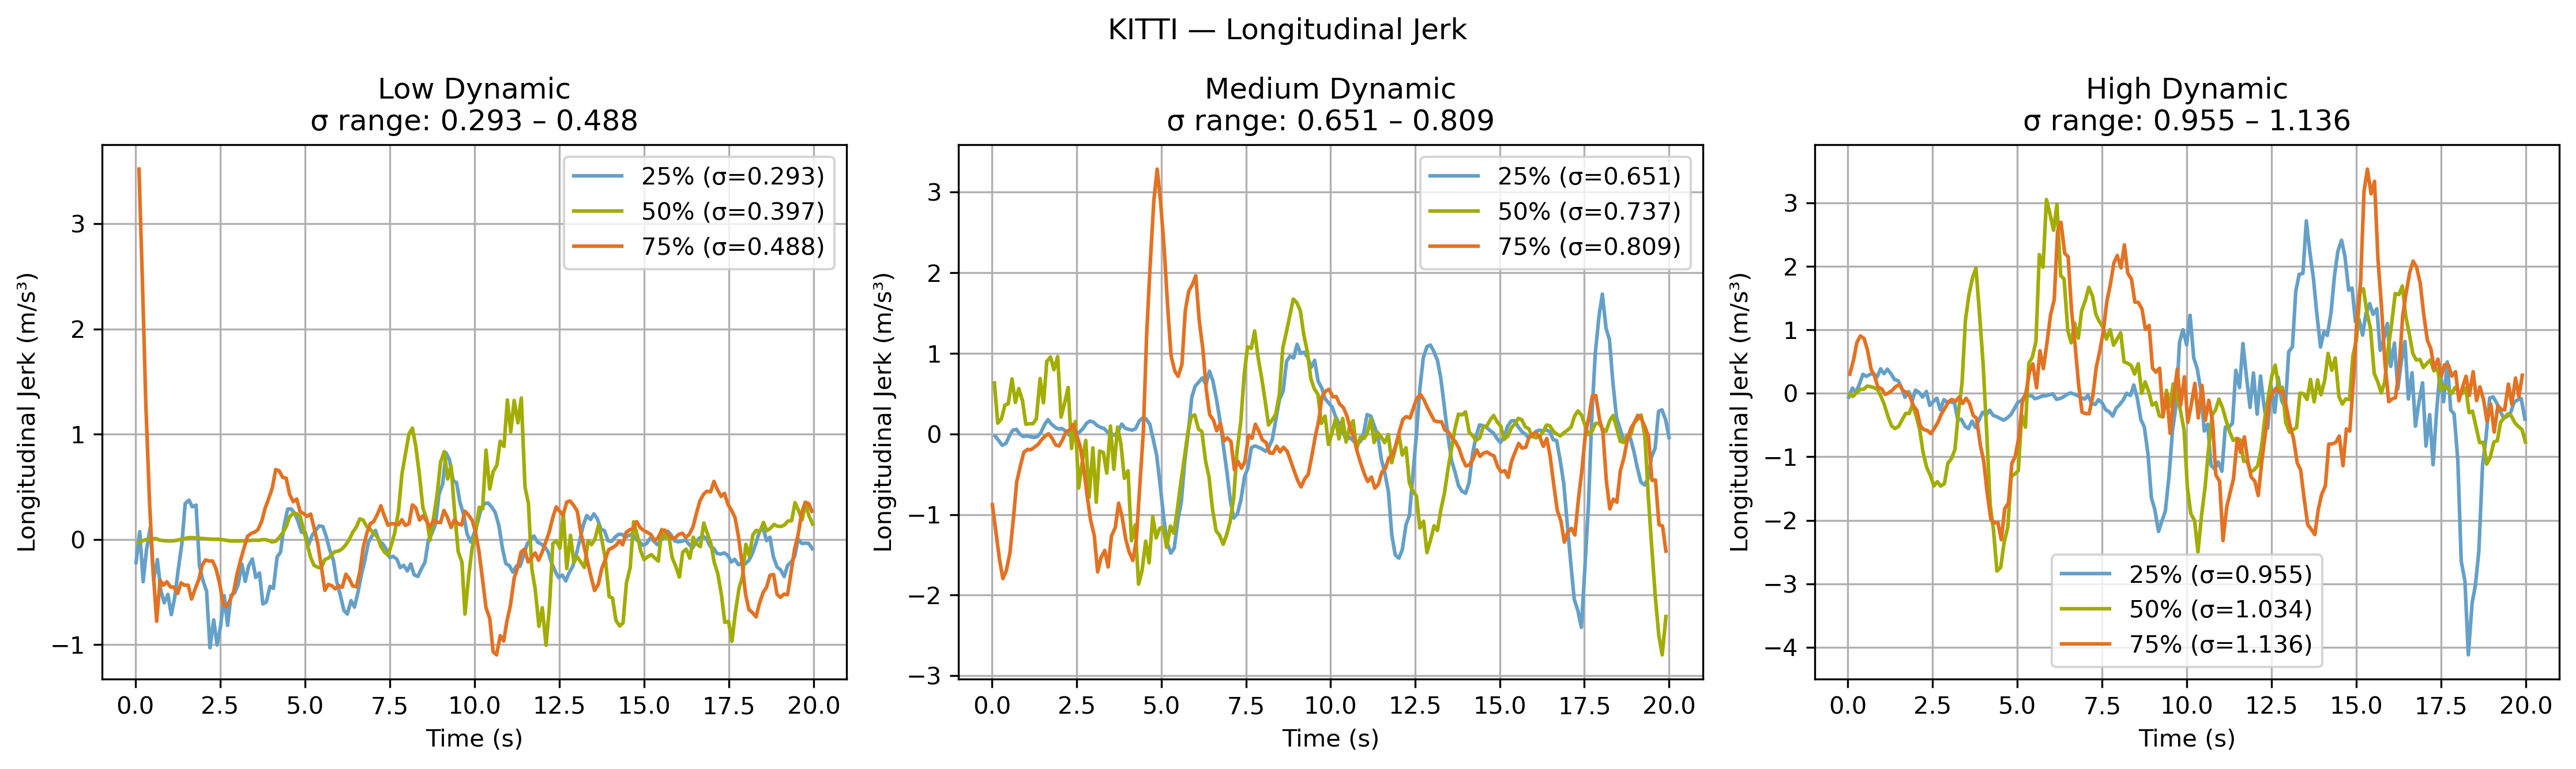 KITTI — Longitudinal Jerk
Low Dynamic
σ range: 0.293 – 0.488
Longitudinal Jerk (m/s³)
3
2
1
0
−1
25% (σ=0.293)
50% (σ=0.397)
75% (σ=0.488)
0.0 2.5 5.0 7.5 10.0 12.5 15.0 17.5 20.0
Time (s)
Medium Dynamic
σ range: 0.651 – 0.809
Longitudinal Jerk (m/s³)
3
2
1
0
−1
−2
−3
25% (σ=0.651)
50% (σ=0.737)
75% (σ=0.809)
0.0 2.5 5.0 7.5 10.0 12.5 15.0 17.5 20.0
Time (s)
High Dynamic
σ range: 0.955 – 1.136
Longitudinal Jerk (m/s³)
3
2
1
0
−1
−2
−3
−4
25% (σ=0.955)
50% (σ=1.034)
75% (σ=1.136)
0.0 2.5 5.0 7.5 10.0 12.5 15.0 17.5 20.0
Time (s)